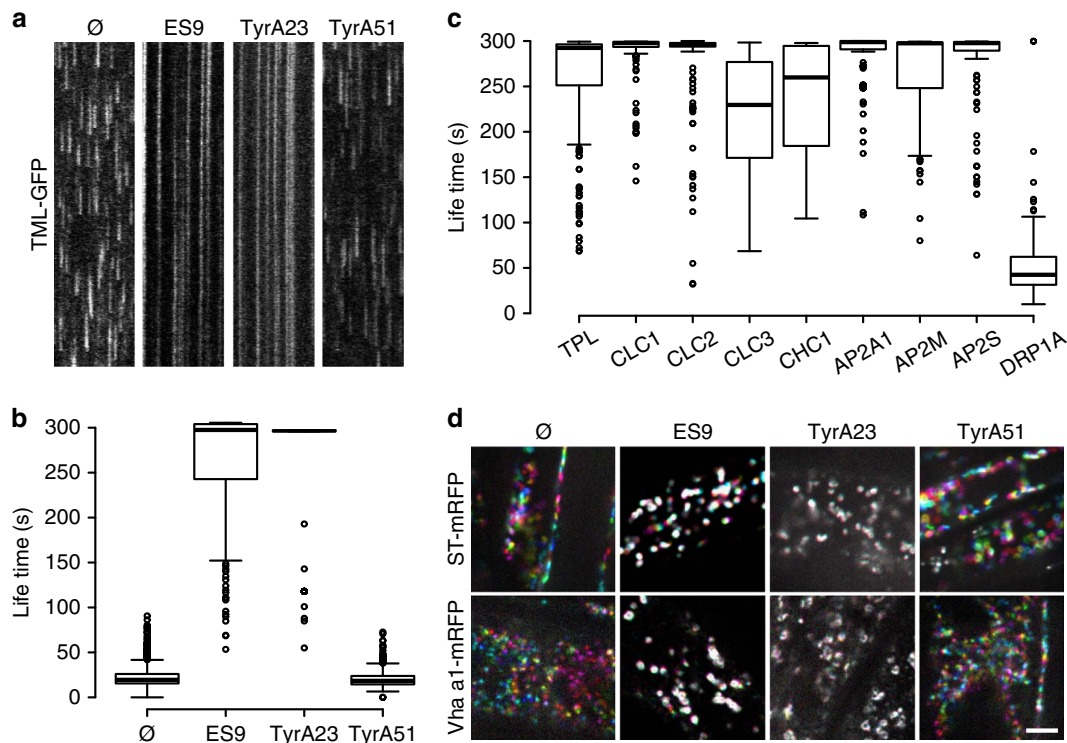 a
Ø ES9 TyrA23 TyrA51
TML-GFP
b
Life time (s)
300
250
200
150
100
50
0
Ø ES9 TyrA23 TyrA51
c
Life time (s)
300
250
200
150
100
50
0
TPL CLC1 CLC2 CLC3 CHC1 AP2A1 AP2M AP2S DRP1A
d
Ø ES9 TyrA23 TyrA51
ST-mRFP
Vha a1-mRFP